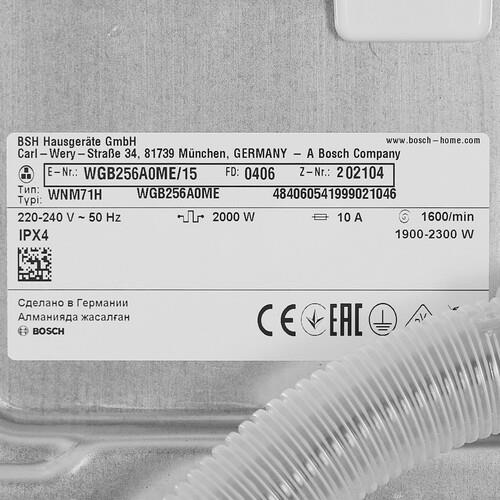 BSH Hausgeräte GmbH
www.bosch-home.com
Carl-Wery-Straße 34, 81739 München, GERMANY – A Bosch Company
E-Nr.: WGB256A0ME/15 FD: 0406 Z-Nr.: 202104
Тип:
Typi: WNM71H WGB256A0ME 484060541999021046
220-240 V ~ 50 Hz 2000 W 10 A 1600/min
IPX4 1900-2300 W
Сделано в Германии
Алманияда жасалған
BOSCH
CE EAC